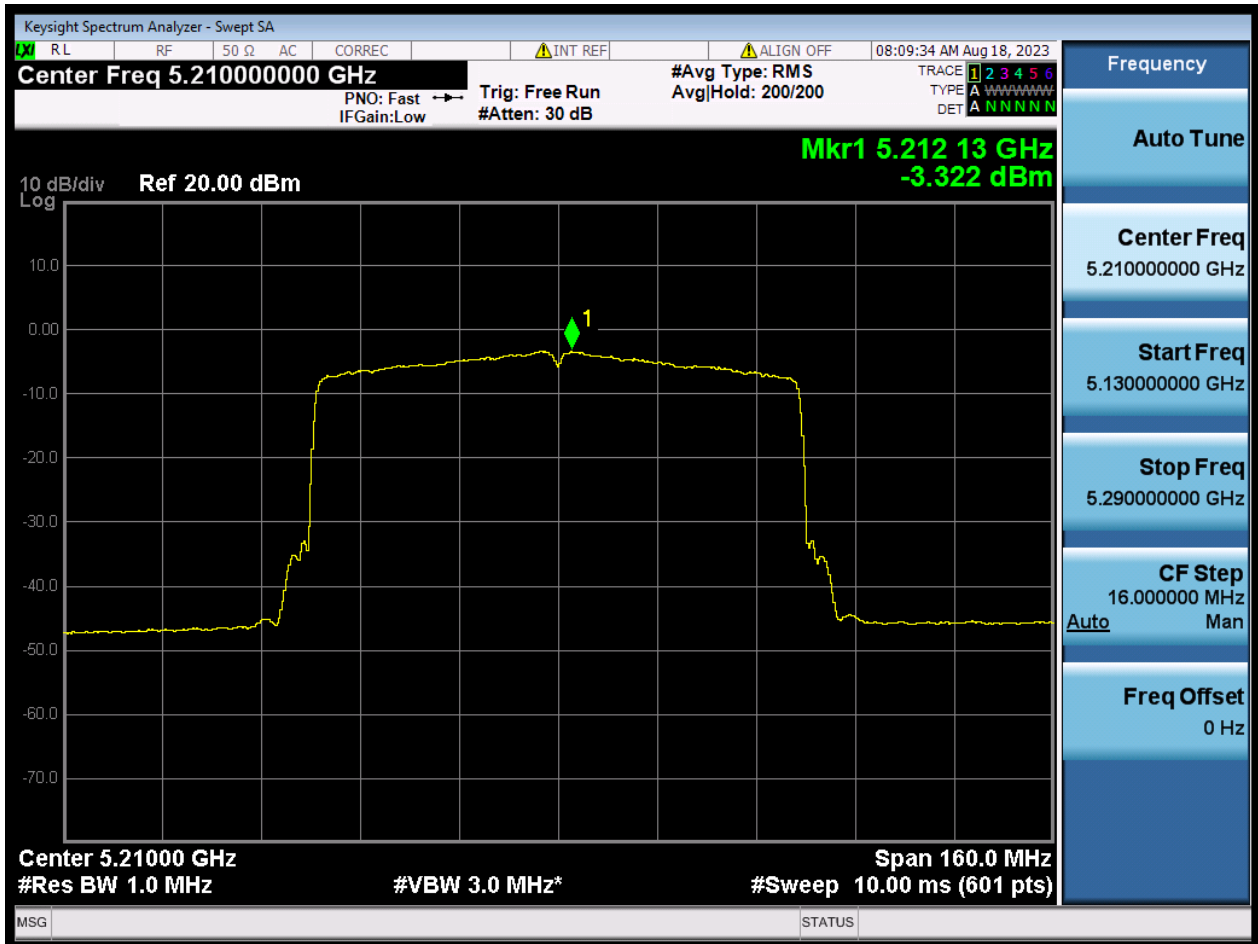 Keysight Spectrum Analyzer - Swept SA
LXI RL RF 50 Ω AC CORREC INT REF ALIGN OFF 08:09:34 AM Aug 18, 2023
Center Freq 5.210000000 GHz
PNO: Fast
IFGain:Low
Trig: Free Run
#Atten: 30 dB
#Avg Type: RMS
Avg|Hold: 200/200
TRACE 1 2 3 4 5 6
TYPE A WWWWW
DET A N N N N N
Mkr1 5.212 13 GHz
-3.322 dBm
10 dB/div Ref 20.00 dBm
Log
10.0
0.00
-10.0
-20.0
-30.0
-40.0
-50.0
-60.0
-70.0
1
Center 5.21000 GHz Span 160.0 MHz
#Res BW 1.0 MHz #VBW 3.0 MHz* #Sweep 10.00 ms (601 pts)
MSG STATUS
Frequency
Auto Tune
Center Freq
5.210000000 GHz
Start Freq
5.130000000 GHz
Stop Freq
5.290000000 GHz
CF Step
16.000000 MHz
Auto Man
Freq Offset
0 Hz